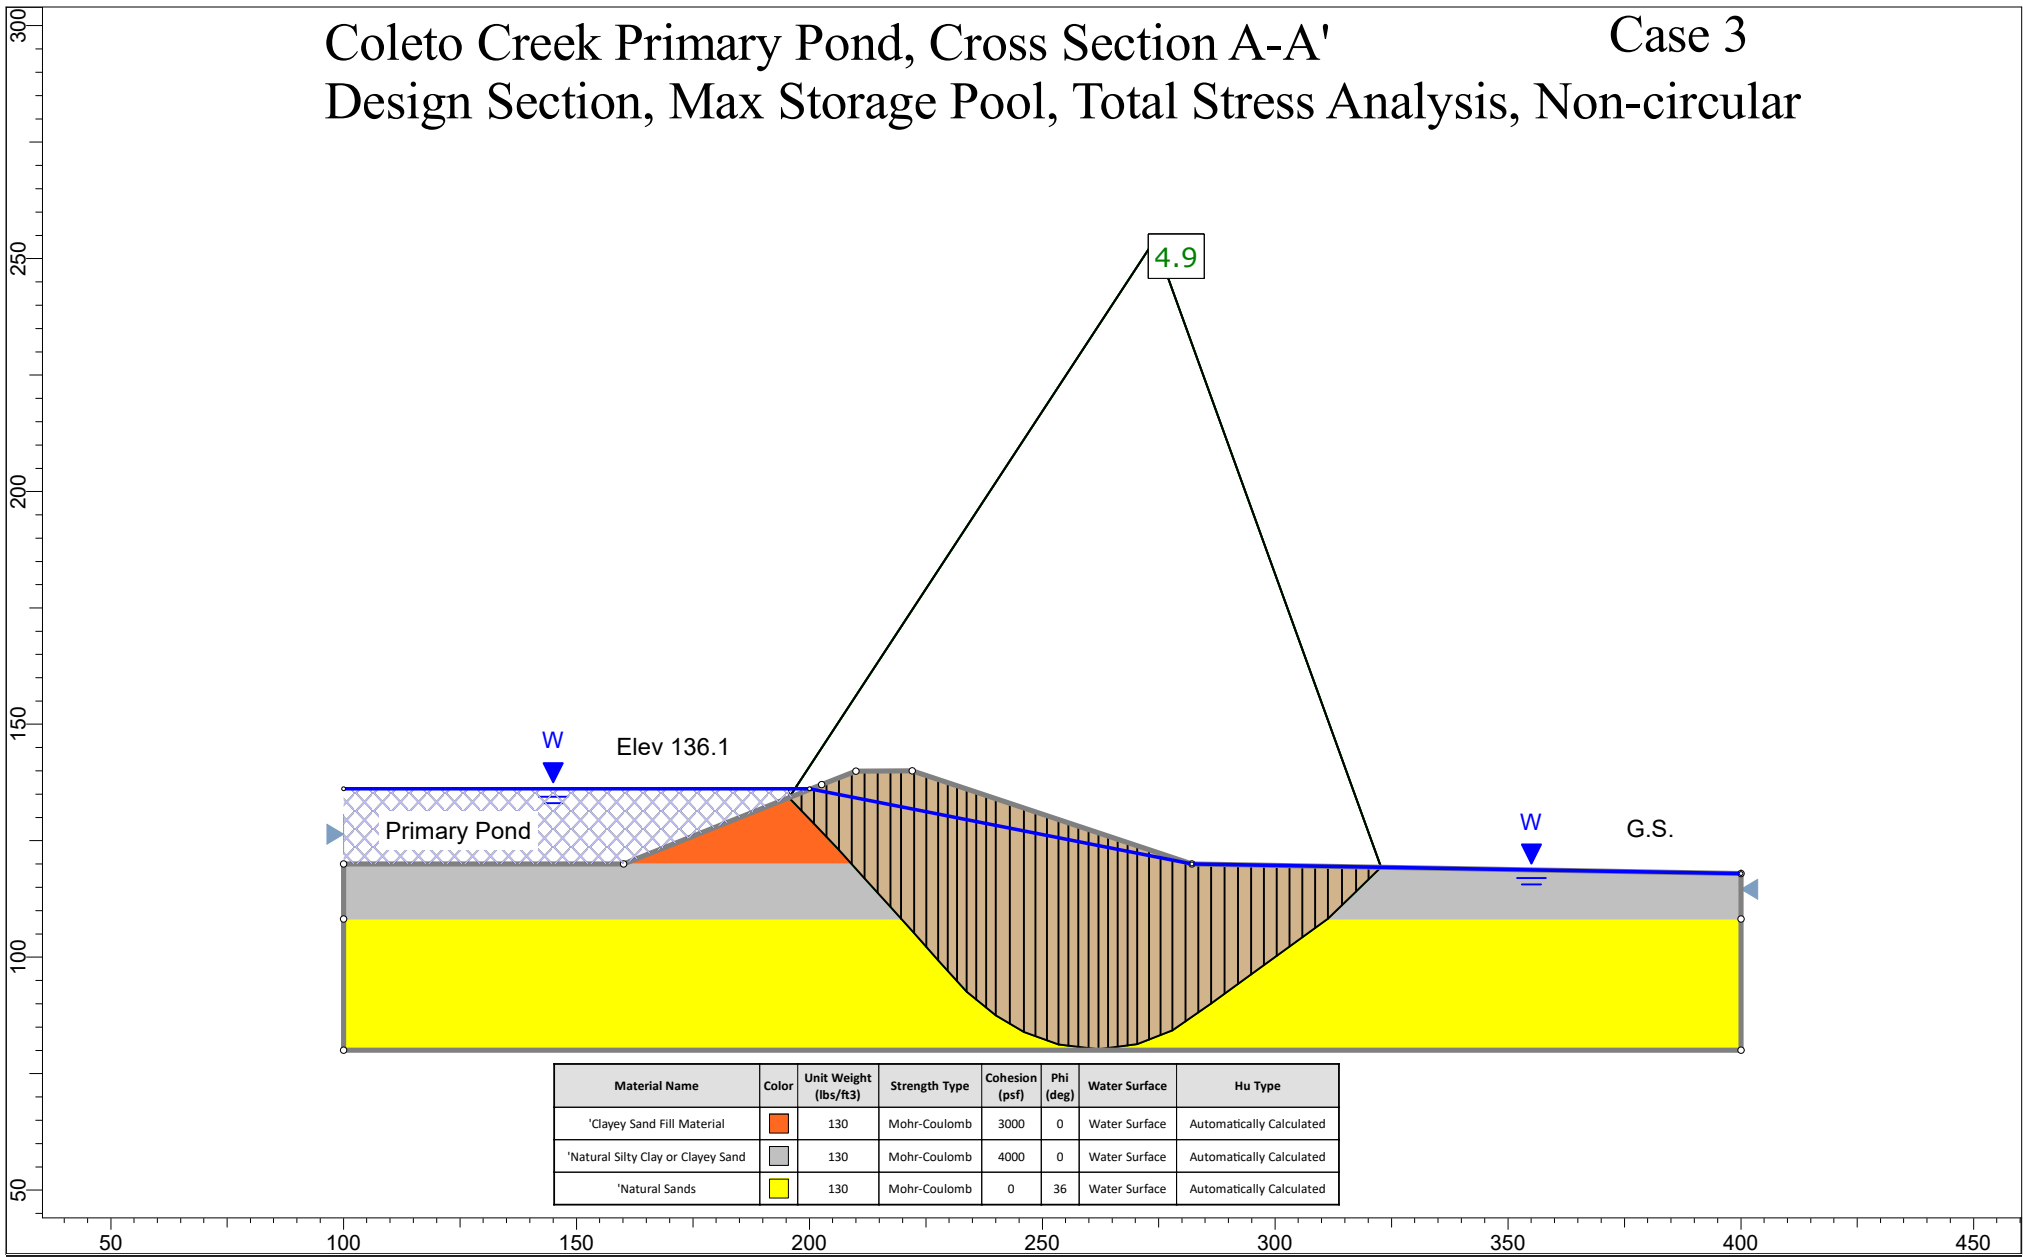 Coleto Creek Primary Pond, Cross Section A-A' Case 3
Design Section, Max Storage Pool, Total Stress Analysis, Non-circular
300
250
200
150
100
50
4.9
W
Elev 136.1
Primary Pond
W
G.S.
Material Name Color Unit Weight (lbs/ft3) Strength Type Cohesion (psf) Phi (deg) Water Surface Hu Type
'Clayey Sand Fill Material 130 Mohr-Coulomb 3000 0 Water Surface Automatically Calculated
'Natural Silty Clay or Clayey Sand 130 Mohr-Coulomb 4000 0 Water Surface Automatically Calculated
'Natural Sands 130 Mohr-Coulomb 0 36 Water Surface Automatically Calculated
50 100 150 200 250 300 350 400 450